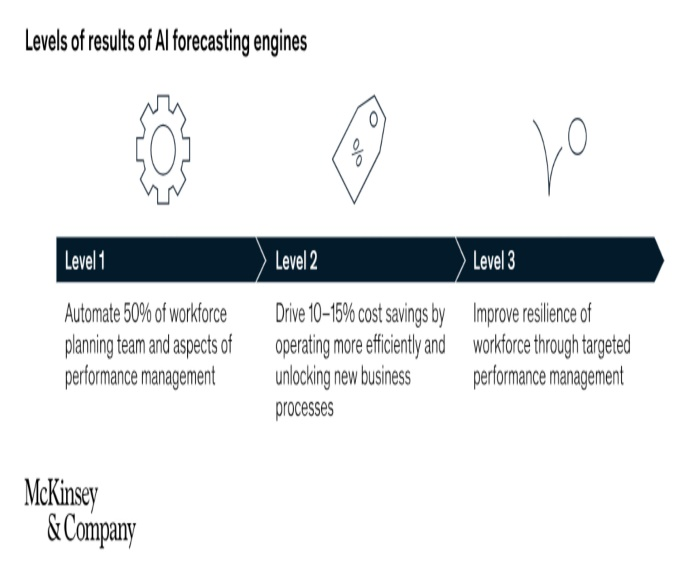 Levels of results of AI forecasting engines
%
Level 1
Automate 50% of workforce
planning team and aspects of
performance management
Level 2
Drive 10–15% cost savings by
operating more efficiently and
unlocking new business
processes
Level 3
Improve resilience of
workforce through targeted
performance management
McKinsey
& Company